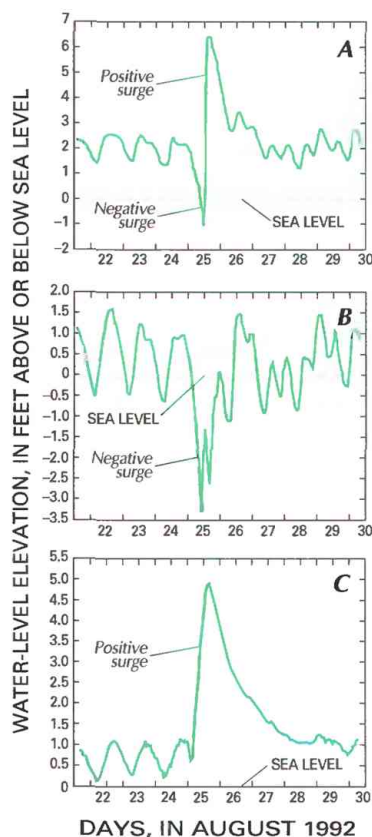 WATER-LEVEL ELEVATION, IN FEET ABOVE OR BELOW SEA LEVEL
7
6
5
4
3
2
1
0
−1
−2
A
Positive
surge
Negative
surge
SEA LEVEL
22 23 24 25 26 27 28 29 30
2.0
1.5
1.0
0.5
0
−0.5
−1.0
−1.5
−2.0
−2.5
−3.0
−3.5
B
SEA LEVEL
Negative
surge
22 23 24 25 26 27 28 29 30
5.5
5.0
4.5
4.0
3.5
3.0
2.5
2.0
1.5
1.0
0.5
0
C
Positive
surge
SEA LEVEL
22 23 24 25 26 27 28 29 30
DAYS, IN AUGUST 1992